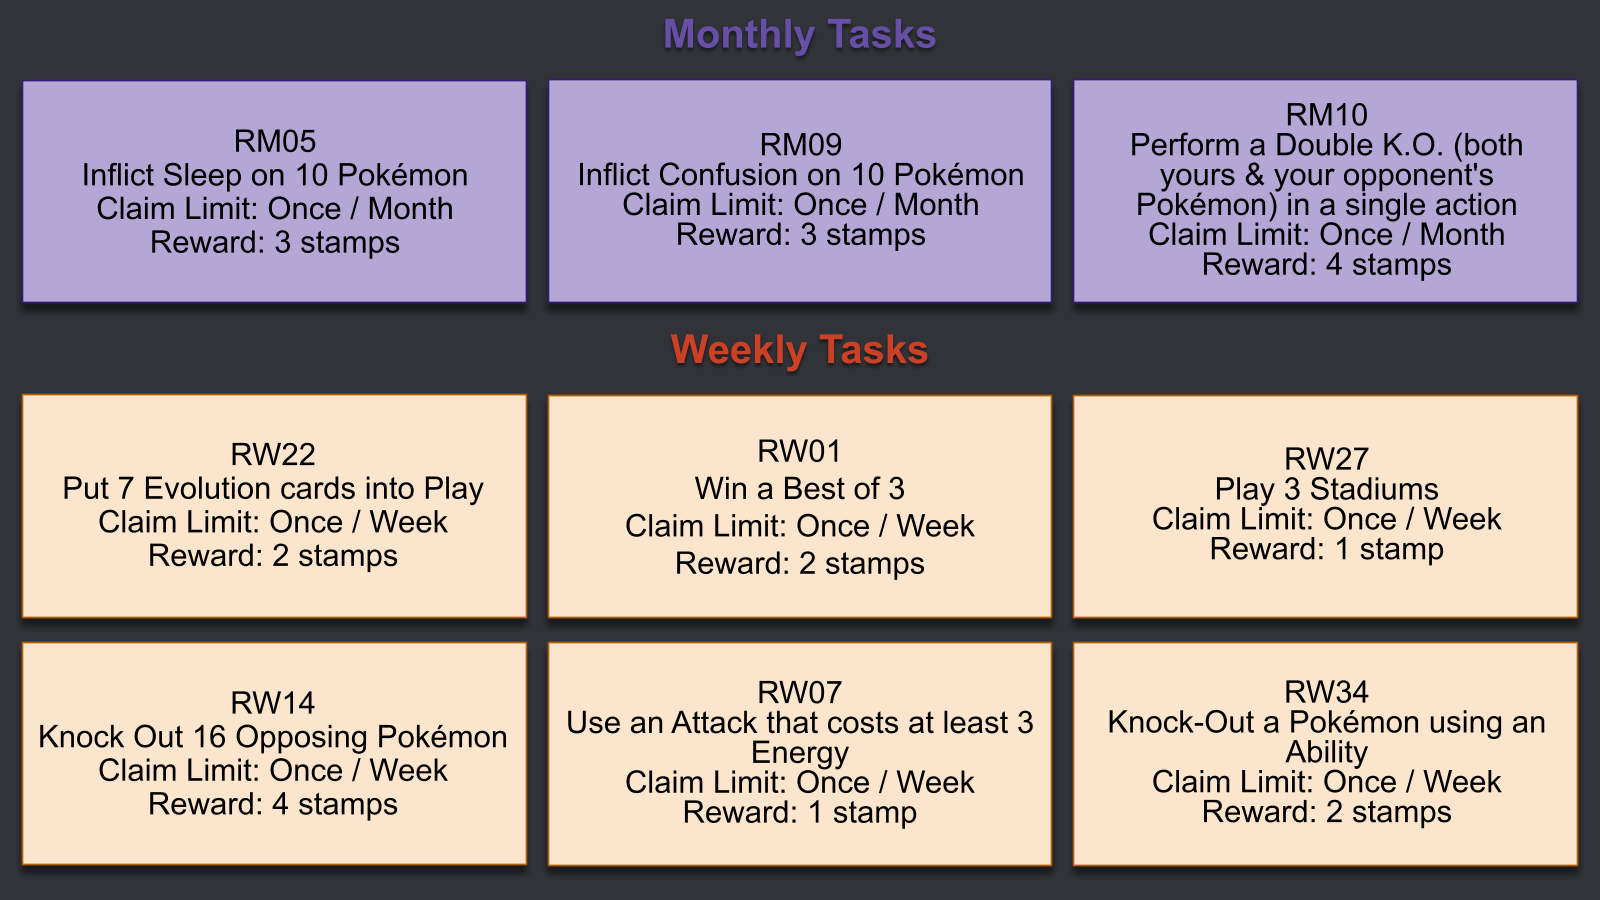 Monthly Tasks
RM05
Inflict Sleep on 10 Pokémon
Claim Limit: Once / Month
Reward: 3 stamps
RM09
Inflict Confusion on 10 Pokémon
Claim Limit: Once / Month
Reward: 3 stamps
RM10
Perform a Double K.O. (both
yours & your opponent's
Pokémon) in a single action
Claim Limit: Once / Month
Reward: 4 stamps
Weekly Tasks
RW22
Put 7 Evolution cards into Play
Claim Limit: Once / Week
Reward: 2 stamps
RW01
Win a Best of 3
Claim Limit: Once / Week
Reward: 2 stamps
RW27
Play 3 Stadiums
Claim Limit: Once / Week
Reward: 1 stamp
RW14
Knock Out 16 Opposing Pokémon
Claim Limit: Once / Week
Reward: 4 stamps
RW07
Use an Attack that costs at least 3
Energy
Claim Limit: Once / Week
Reward: 1 stamp
RW34
Knock-Out a Pokémon using an
Ability
Claim Limit: Once / Week
Reward: 2 stamps